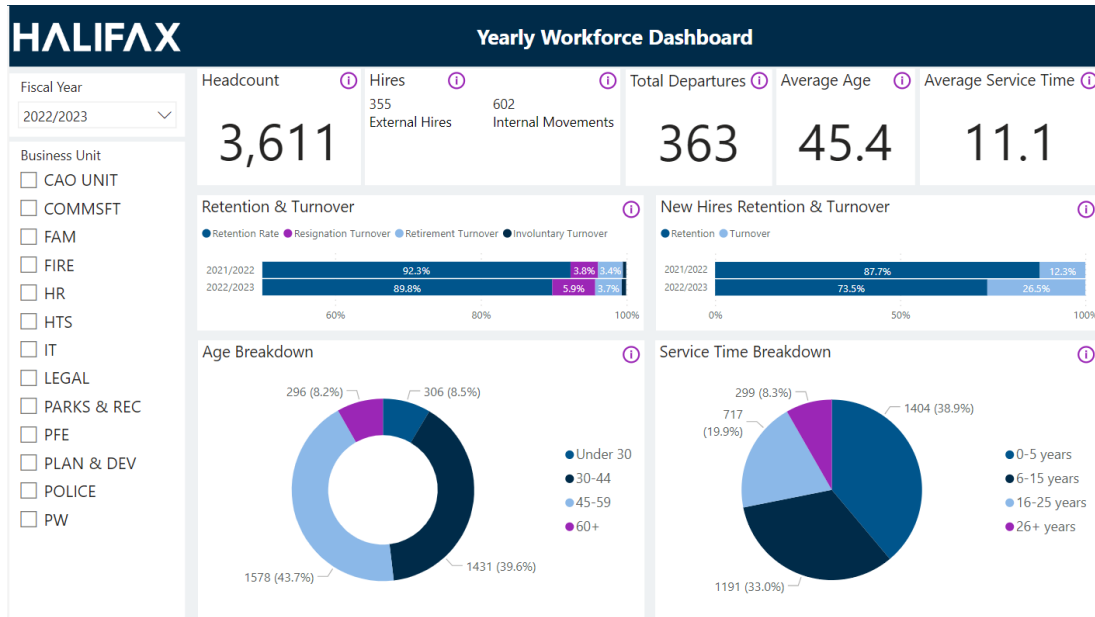 HALIFAX
Yearly Workforce Dashboard
Fiscal Year
2022/2023
Business Unit
CAO UNIT
COMMSFT
FAM
FIRE
HR
HTS
IT
LEGAL
PARKS & REC
PFE
PLAN & DEV
POLICE
PW
Headcount
3,611
Hires
355
External Hires
602
Internal Movements
Total Departures
363
Average Age
45.4
Average Service Time
11.1
Retention & Turnover
Retention Rate Resignation Turnover Retirement Turnover Involuntary Turnover
2021/2022 92.3% 3.8% 3.4%
2022/2023 89.8% 5.9% 3.7%
60% 80% 100%
New Hires Retention & Turnover
Retention Turnover
2021/2022 87.7% 12.3%
2022/2023 73.5% 26.5%
0% 50% 100%
Age Breakdown
296 (8.2%) 306 (8.5%)
1578 (43.7%) 1431 (39.6%)
Under 30
30-44
45-59
60+
Service Time Breakdown
299 (8.3%)
1404 (38.9%)
717
(19.9%)
1191 (33.0%)
0-5 years
6-15 years
16-25 years
26+ years